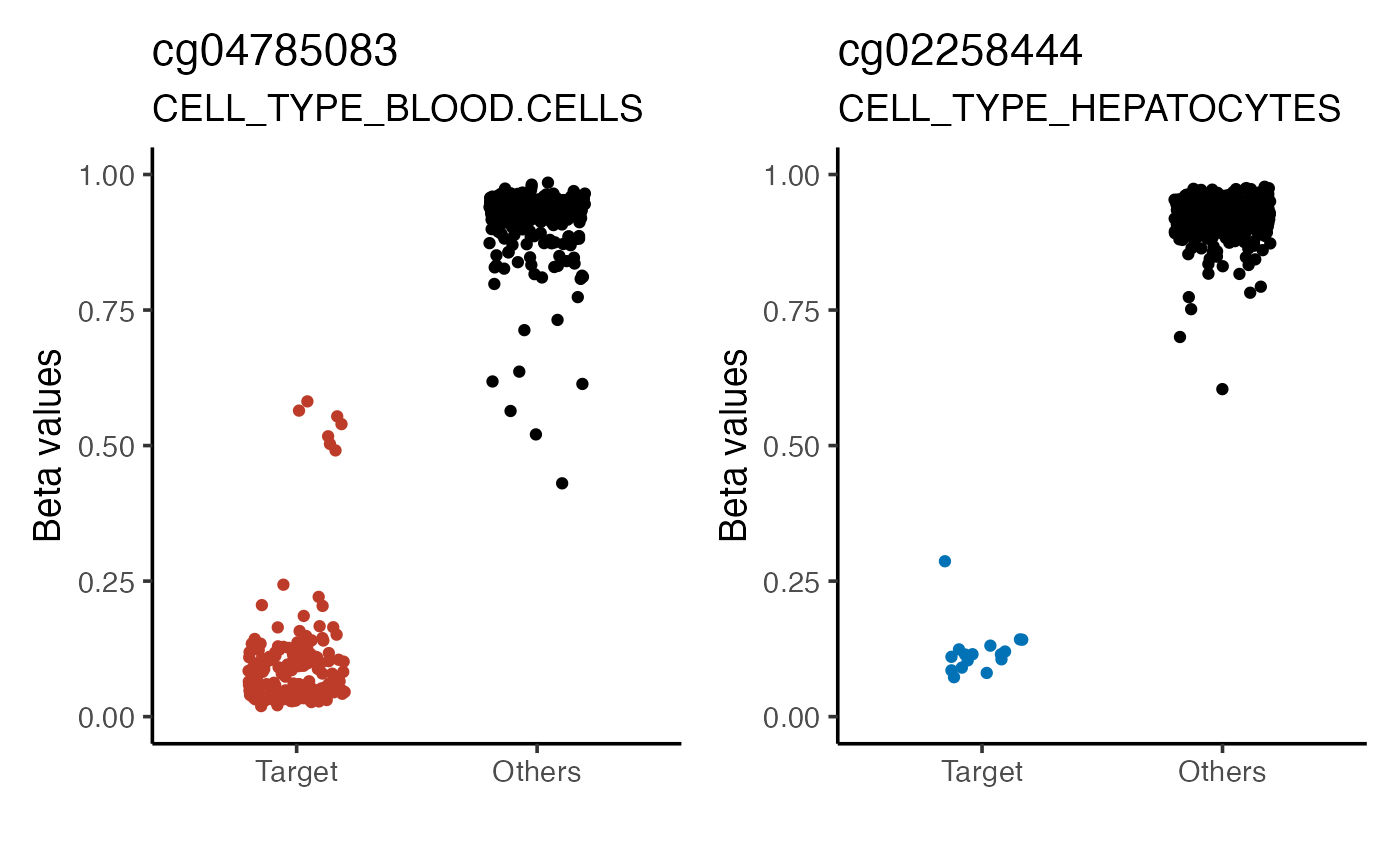 cg04785083
CELL_TYPE_BLOOD.CELLS
Beta values
1.00
0.75
0.50
0.25
0.00
Target
Others
cg02258444
CELL_TYPE_HEPATOCYTES
Beta values
1.00
0.75
0.50
0.25
0.00
Target
Others